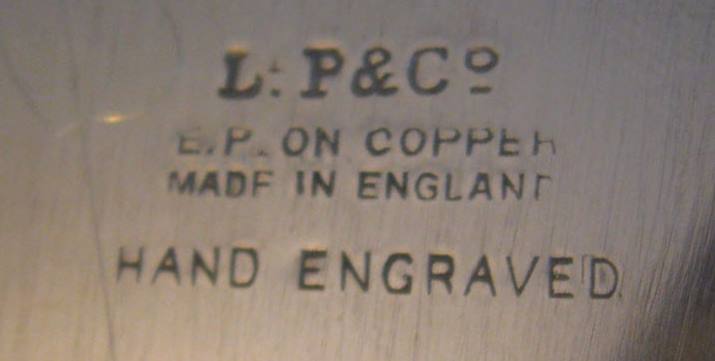 L: P&Cº
E.P. ON COPPER
MADE IN ENGLAND
HAND ENGRAVED